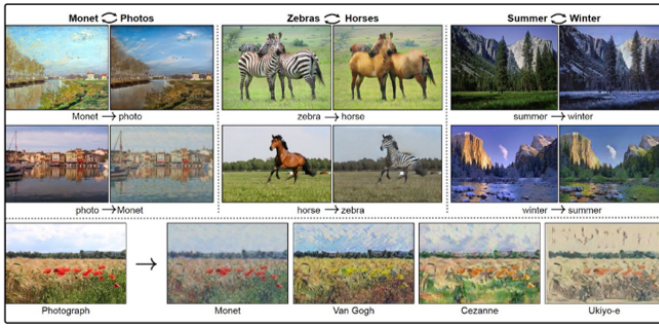 Monet ⟳ Photos
Zebras ⟳ Horses
Summer ⟳ Winter
Monet → photo
zebra → horse
summer → winter
photo → Monet
horse → zebra
winter → summer
Photograph
→
Monet
Van Gogh
Cezanne
Ukiyo-e